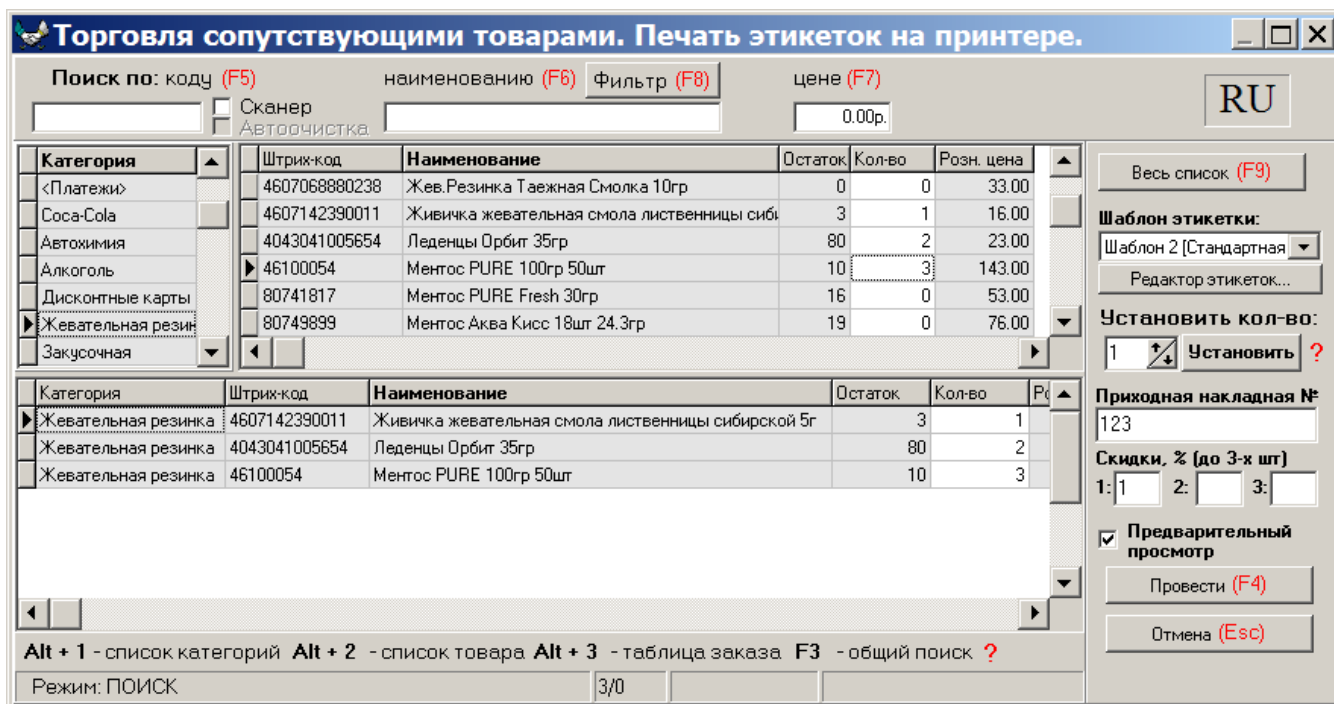 Торговля сопутствующими товарами. Печать этикеток на принтере.
Поиск по: коду (F5) наименованию (F6) Фильтр (F8) цене (F7)
RU
Сканер 0.00р.
Автоочистка
Категория
<Платежи>
Coca-Cola
Автохимия
Алкоголь
Дисконтные карты
Жевательная резин
Закусочная
Штрих-код Наименование Остаток Кол-во Розн. цена
4607068880238 Жев.Резинка Таежная Смолка 10гр 0 0 33.00
4607142390011 Живичка жевательная смола лиственницы сиби 3 1 16.00
4043041005654 Леденцы Орбит 35гр 80 2 23.00
46100054 Ментос PURE 100гр 50шт 10 3 143.00
80741817 Ментос PURE Fresh 30гр 16 0 53.00
80749899 Ментос Аква Кисс 18шт 24.3гр 19 0 76.00
Категория Штрих-код Наименование Остаток Кол-во Ро
Жевательная резинка 4607142390011 Живичка жевательная смола лиственницы сибирской 5г 3 1
Жевательная резинка 4043041005654 Леденцы Орбит 35гр 80 2
Жевательная резинка 46100054 Ментос PURE 100гр 50шт 10 3
Весь список (F9)
Шаблон этикетки:
Шаблон 2 [Стандартная
Редактор этикеток...
Установить кол-во:
1 Установить ?
Приходная накладная №
123
Скидки, % (до 3-х шт)
1: 1 2: 3:
Предварительный
просмотр
Провести (F4)
Отмена (Esc)
Alt + 1 - список категорий Alt + 2 - список товара Alt + 3 - таблица заказа F3 - общий поиск ?
Режим: ПОИСК 3/0